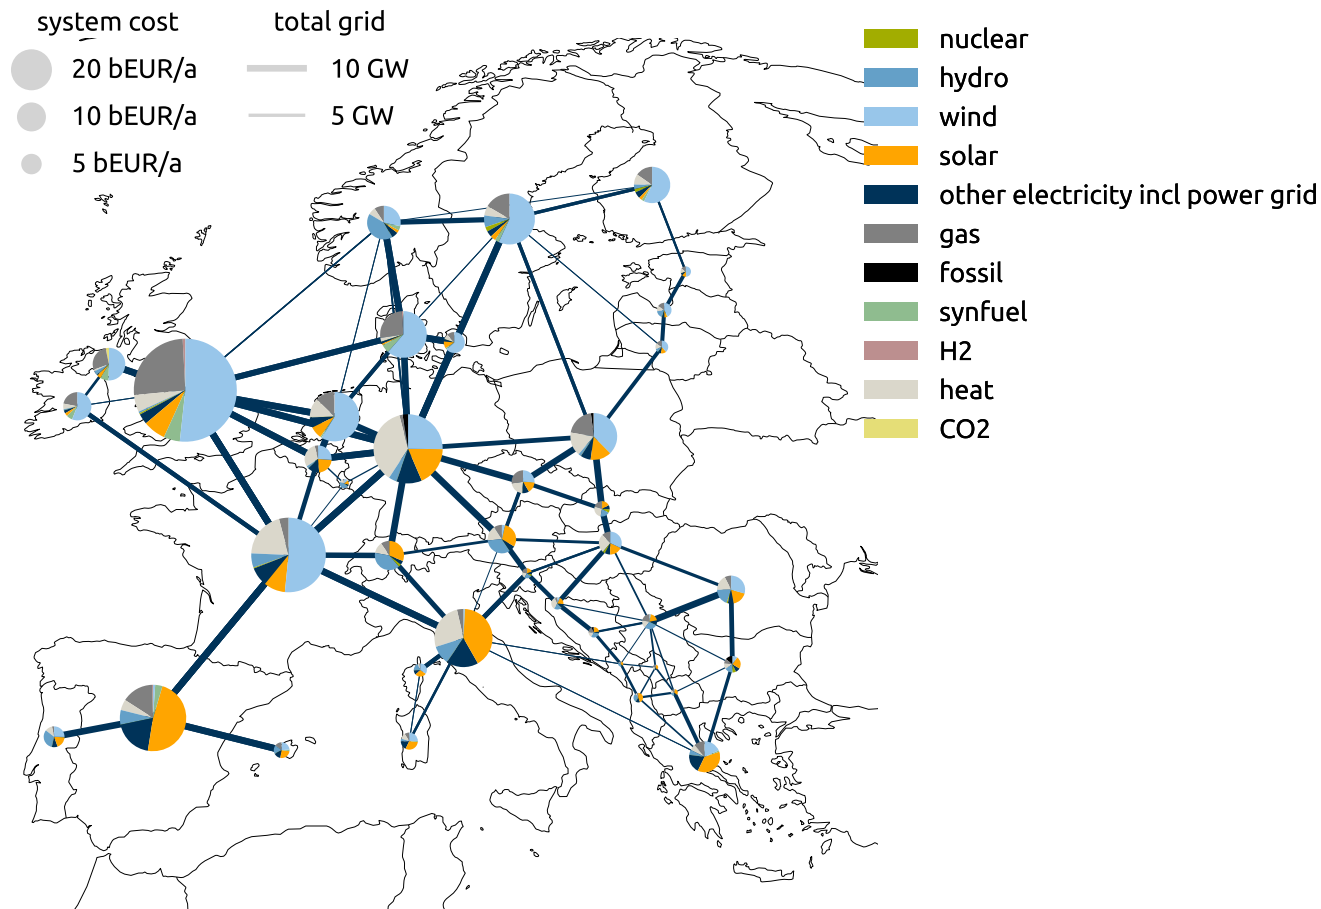 system cost
20 bEUR/a
10 bEUR/a
5 bEUR/a
total grid
10 GW
5 GW
nuclear
hydro
wind
solar
other electricity incl power grid
gas
fossil
synfuel
H2
heat
CO2